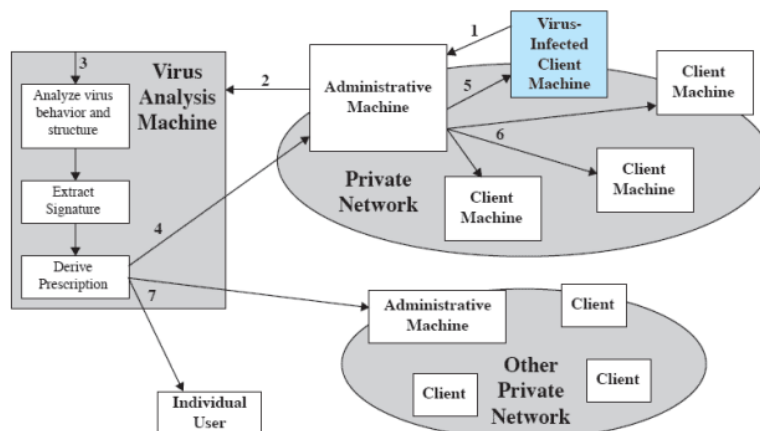 1
Virus-
Infected
Client
Machine
3
Virus
Analysis
Machine
Analyze virus
behavior and
structure
2
Administrative
Machine
5
Client
Machine
6
Extract
Signature
Private
Network
Client
Machine
Client
Machine
4
Derive
Prescription
7
Administrative
Machine
Client
Other
Private
Network
Client
Client
Individual
User